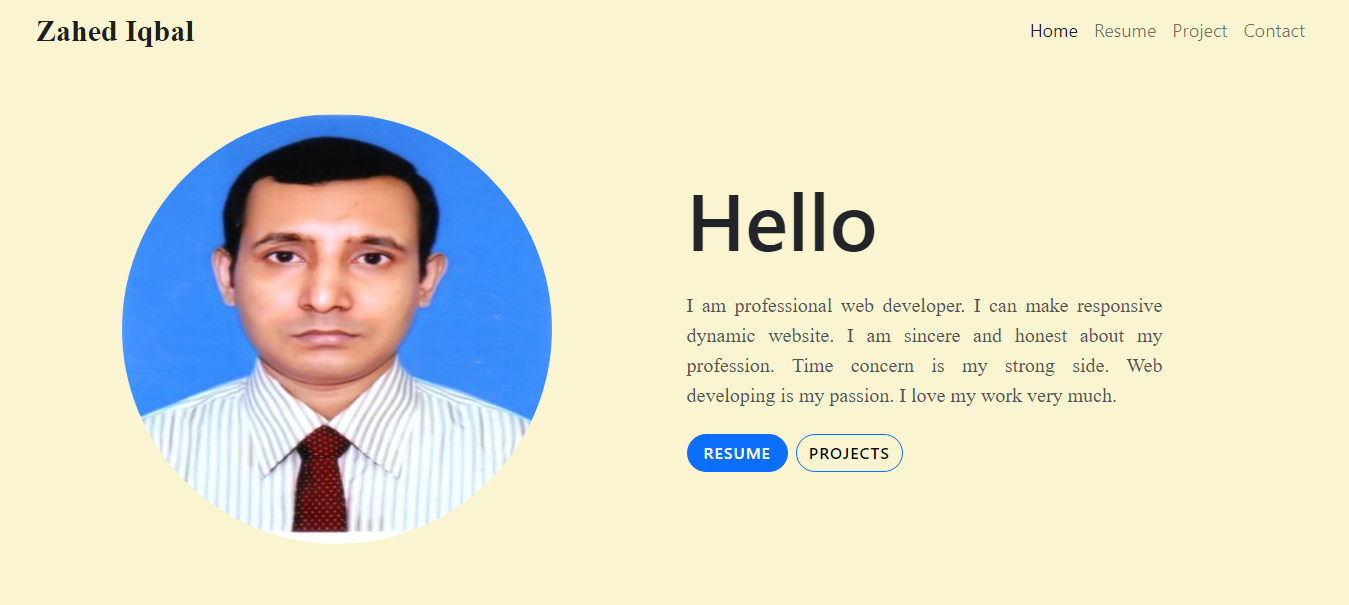 Zahed Iqbal
Home Resume Project Contact
Hello
I am professional web developer. I can make responsive
dynamic website. I am sincere and honest about my
profession. Time concern is my strong side. Web
developing is my passion. I love my work very much.
RESUME PROJECTS